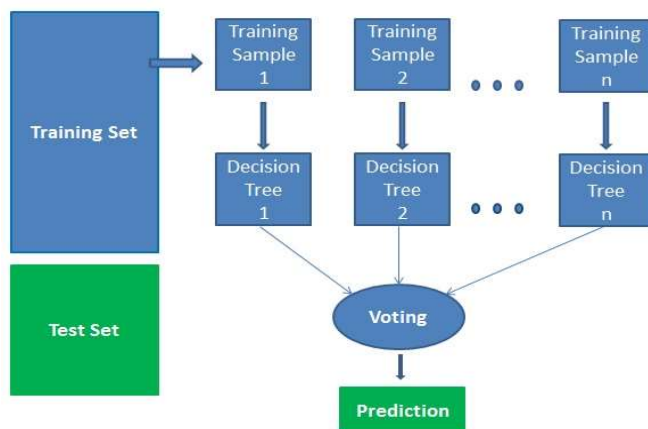 Training Set
Training
Sample
1
Training
Sample
2
Training
Sample
n
Decision
Tree
1
Decision
Tree
2
Decision
Tree
n
Test Set
Voting
Prediction